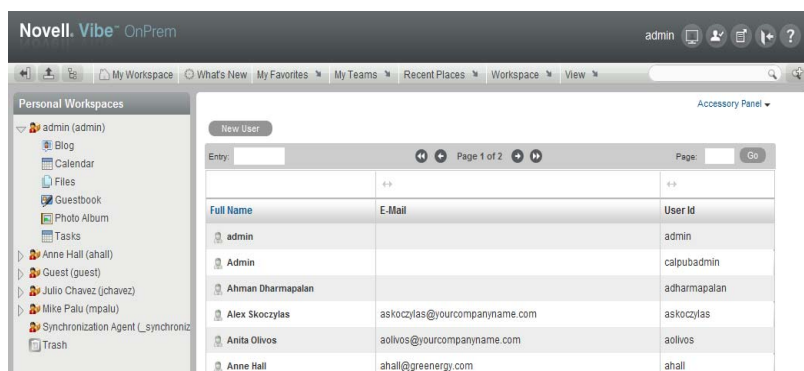 Novell. Vibe™ OnPrem
admin
?
My Workspace What's New My Favorites My Teams Recent Places Workspace View
Personal Workspaces
admin (admin)
Blog
Calendar
Files
Guestbook
Photo Album
Tasks
Anne Hall (ahall)
Guest (guest)
Julio Chavez (jchavez)
Mike Palu (mpalu)
Synchronization Agent (_synchroniz
Trash
Accessory Panel
New User
Entry: Page 1 of 2 Page: Go
Full Name E-Mail User Id
admin admin
Admin calpubadmin
Ahman Dharmapalan adharmapalan
Alex Skoczylas askoczylas@yourcompanyname.com askoczylas
Anita Olivos aolivos@yourcompanyname.com aolivos
Anne Hall ahall@greenergy.com ahall